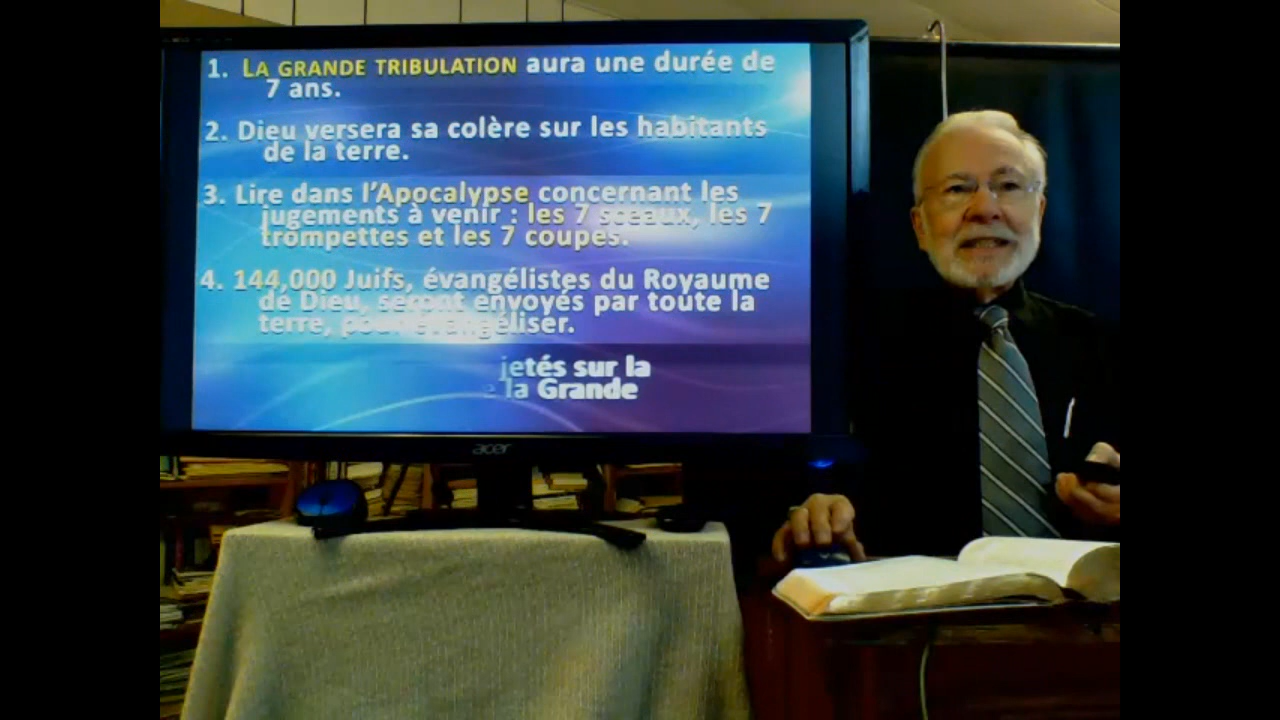 1. LA GRANDE TRIBULATION aura une durée de
7 ans.
2. Dieu versera sa colère sur les habitants
de la terre.
3. Lire dans l'Apocalypse concernant les
jugements à venir : les 7 sceaux, les 7
trompettes et les 7 coupes.
4. 144,000 Juifs, évangélistes du Royaume
de Dieu, seront envoyés par toute la
terre, pour évangéliser.
jetés sur la
la Grande
acer